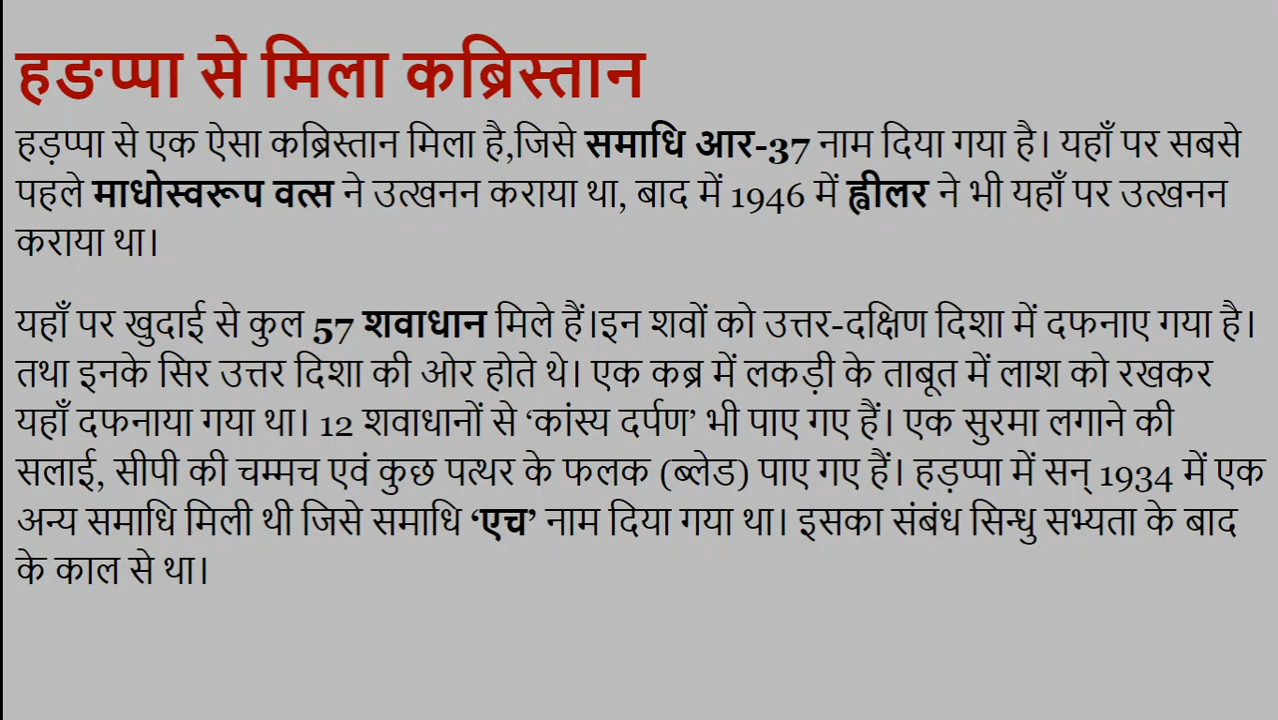 हङप्पा से मिला कब्रिस्तान
हड़प्पा से एक ऐसा कब्रिस्तान मिला है,जिसे समाधि आर-37 नाम दिया गया है। यहाँ पर सबसे
पहले माधोस्वरूप वत्स ने उत्खनन कराया था, बाद में 1946 में ह्वीलर ने भी यहाँ पर उत्खनन
कराया था।
यहाँ पर खुदाई से कुल 57 शवाधान मिले हैं।इन शवों को उत्तर-दक्षिण दिशा में दफनाए गया है।
तथा इनके सिर उत्तर दिशा की ओर होते थे। एक कब्र में लकड़ी के ताबूत में लाश को रखकर
यहाँ दफनाया गया था। 12 शवाधानों से ‘कांस्य दर्पण’ भी पाए गए हैं। एक सुरमा लगाने की
सलाई, सीपी की चम्मच एवं कुछ पत्थर के फलक (ब्लेड) पाए गए हैं। हड़प्पा में सन् 1934 में एक
अन्य समाधि मिली थी जिसे समाधि ‘एच’ नाम दिया गया था। इसका संबंध सिन्धु सभ्यता के बाद
के काल से था।